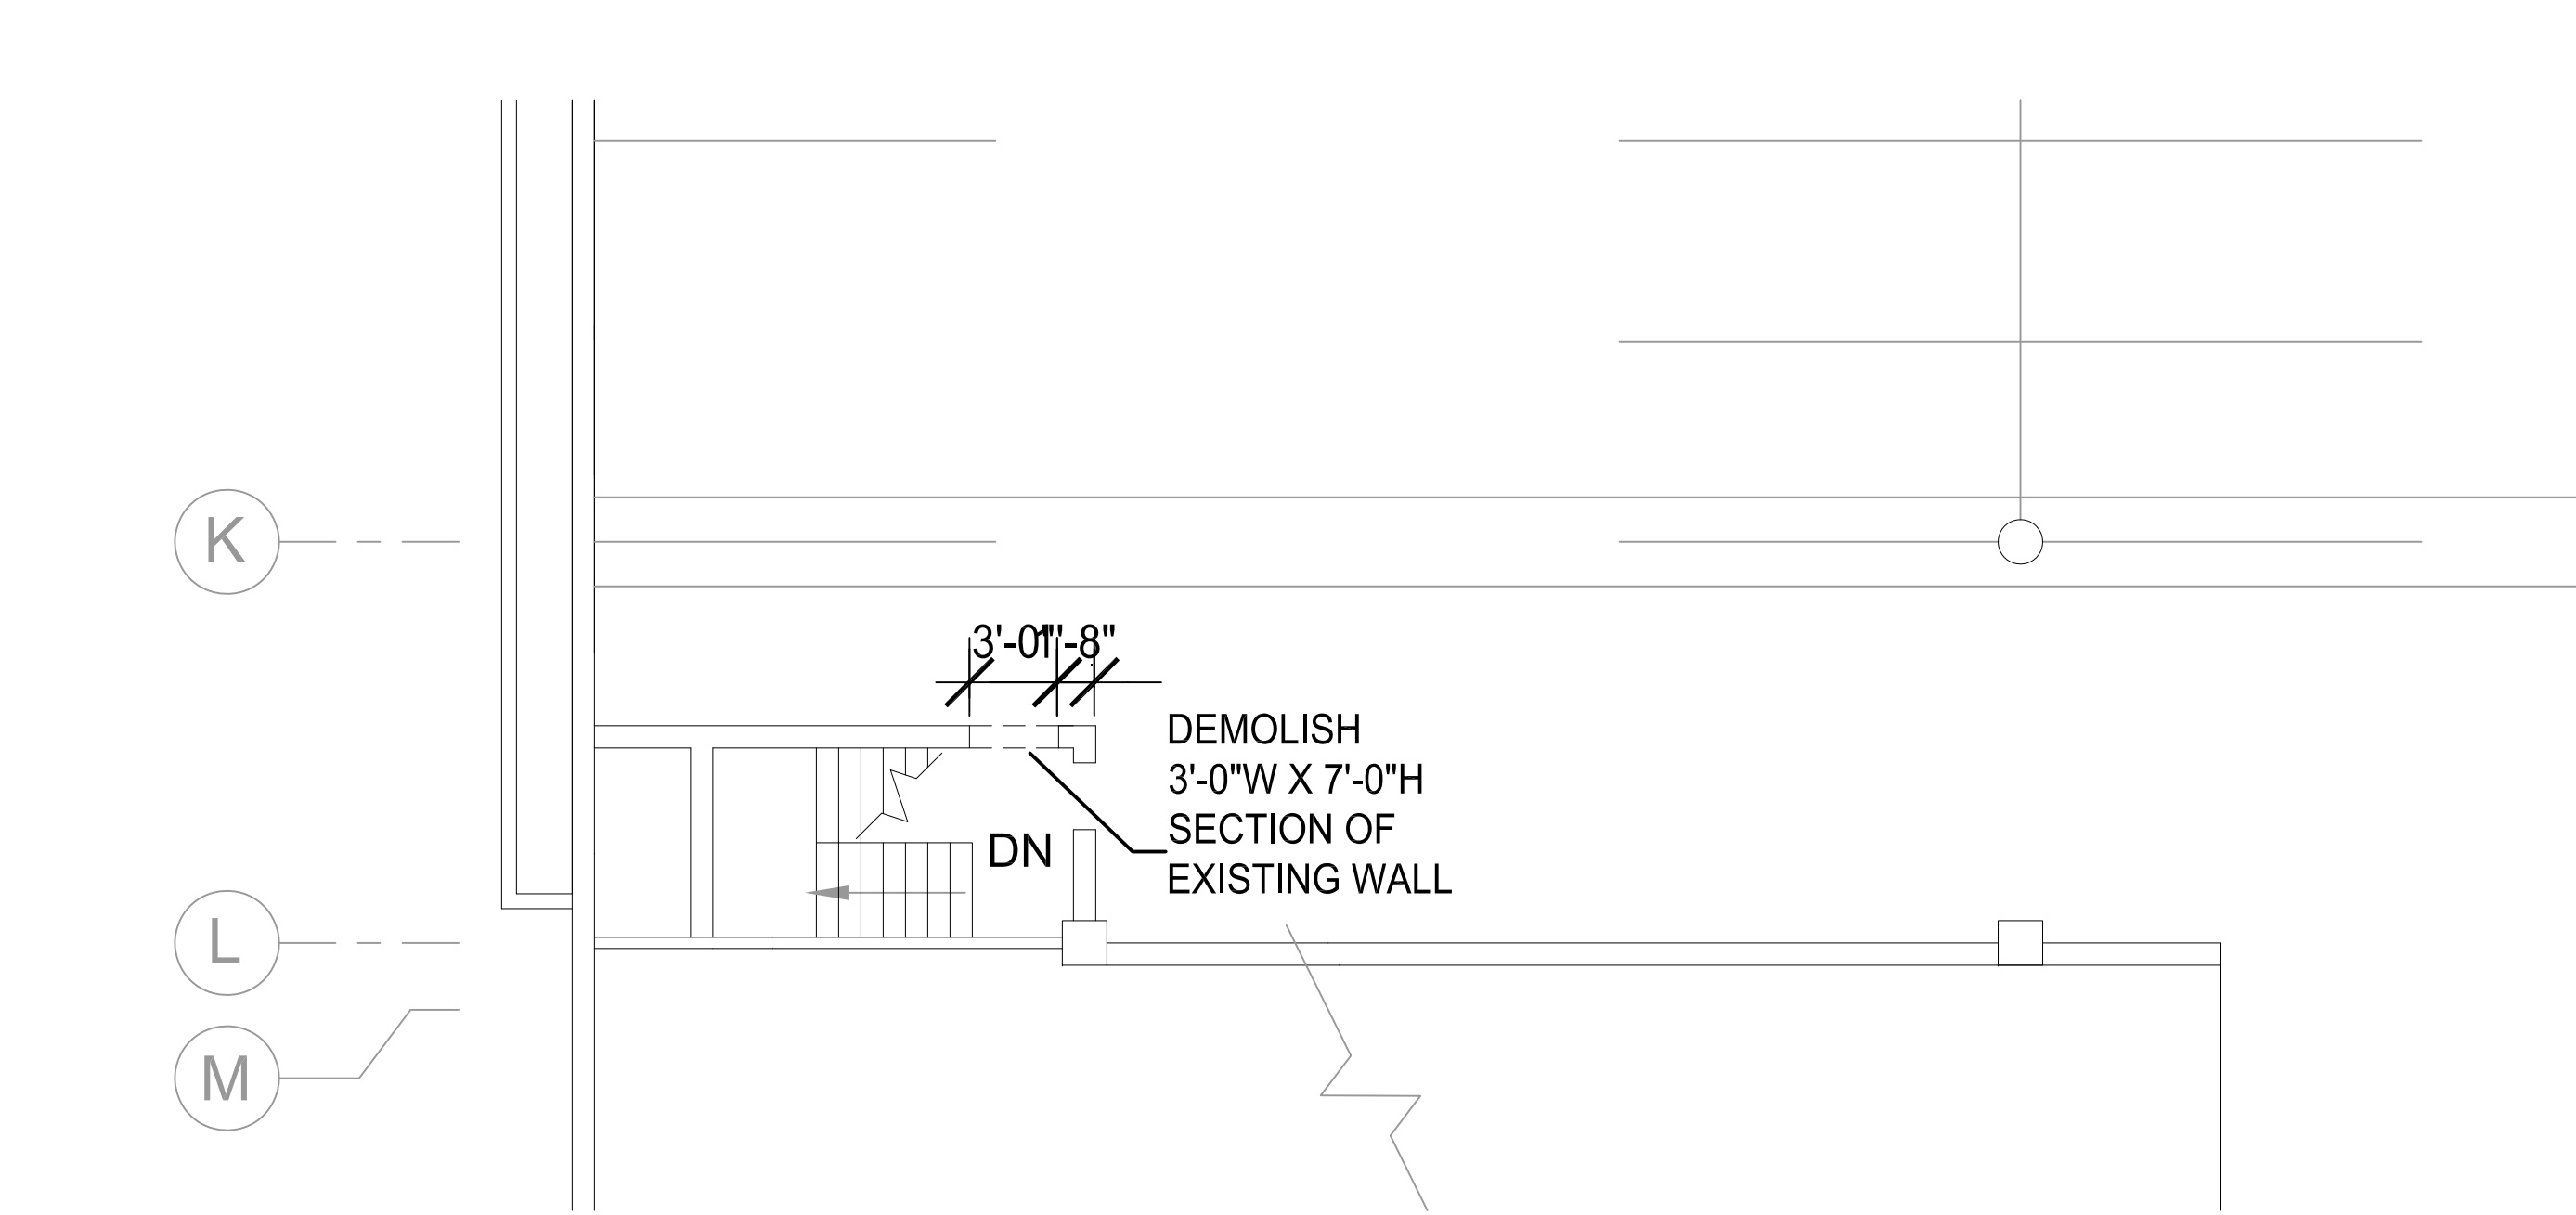 K
3'-0" 1'-8"
DEMOLISH
3'-0"W X 7'-0"H
SECTION OF
EXISTING WALL
DN
L
M